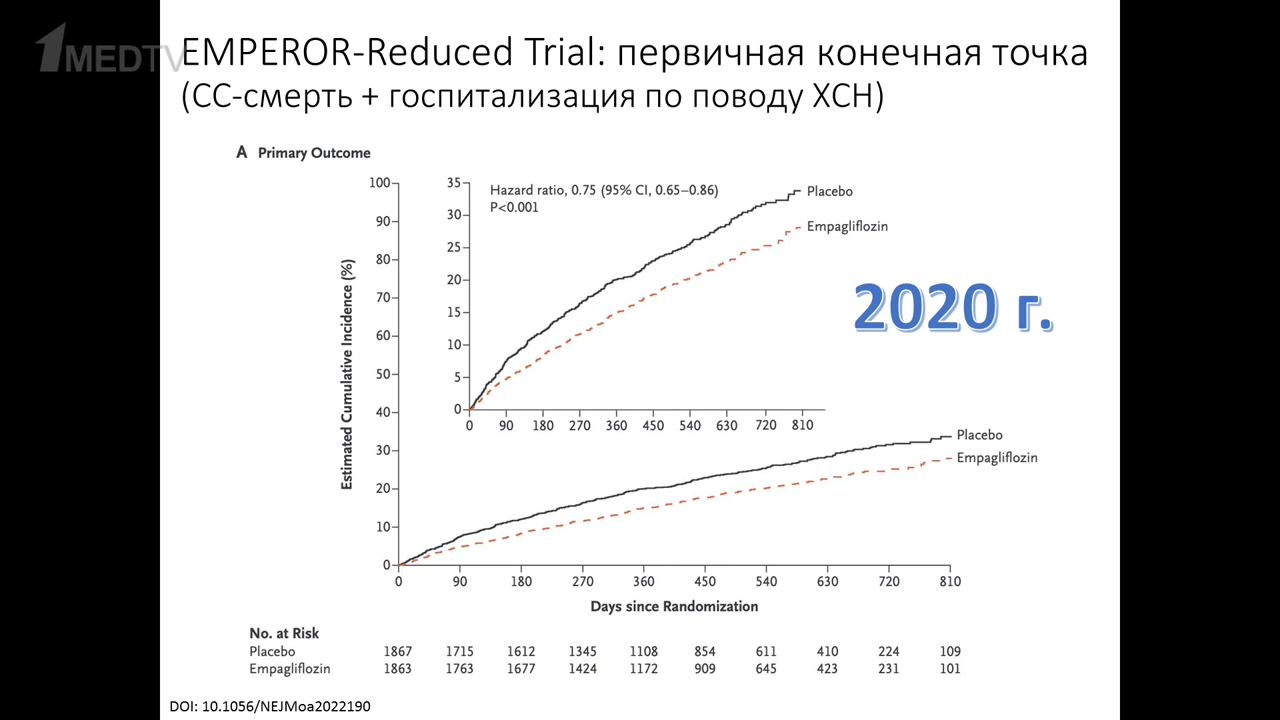 1MEDTV
EMPEROR-Reduced Trial: первичная конечная точка
(СС-смерть + госпитализация по поводу ХСН)
A Primary Outcome
Estimated Cumulative Incidence (%)
100
90
80
70
60
50
40
30
20
10
0
35
30
25
20
15
10
5
0
Hazard ratio, 0.75 (95% CI, 0.65–0.86)
P<0.001
Placebo
Empagliflozin
0 90 180 270 360 450 540 630 720 810
2020 г.
Placebo
Empagliflozin
0 90 180 270 360 450 540 630 720 810
Days since Randomization
No. at Risk
Placebo 1867 1715 1612 1345 1108 854 611 410 224 109
Empagliflozin 1863 1763 1677 1424 1172 909 645 423 231 101
DOI: 10.1056/NEJMoa2022190